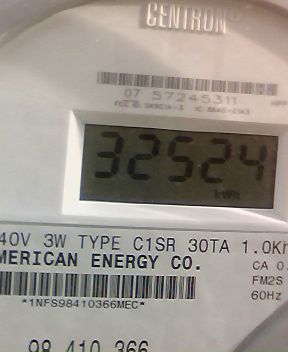 CENTRON
07 57245311
32524
kWh
40V 3W TYPE C1SR 30TA 1.0Kh
MERICAN ENERGY CO.
CA 0.
FM2S
60Hz
*1NFS98410366MEC*
98 410 366